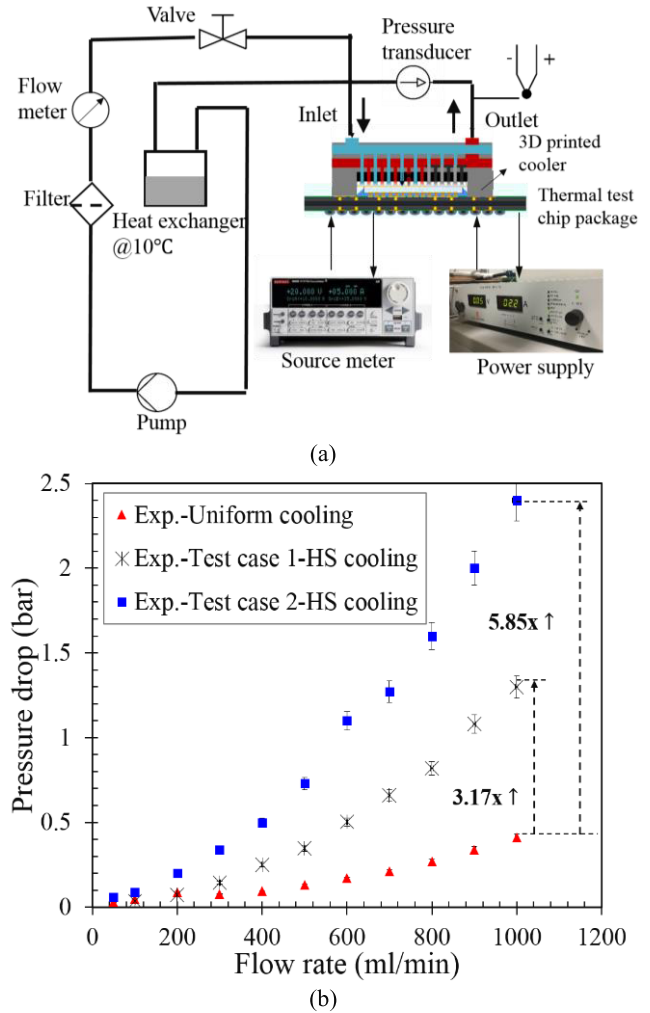 Valve
Pressure
transducer
Flow
meter
- +
Inlet
Outlet
3D printed
cooler
Filter
Heat exchanger
@10℃
Thermal test
chip package
Source meter
Power supply
Pump
(a)
2.5
2
1.5
1
0.5
0
Pressure drop (bar)
Exp.-Uniform cooling
Exp.-Test case 1-HS cooling
Exp.-Test case 2-HS cooling
5.85x ↑
3.17x ↑
0 200 400 600 800 1000 1200
Flow rate (ml/min)
(b)